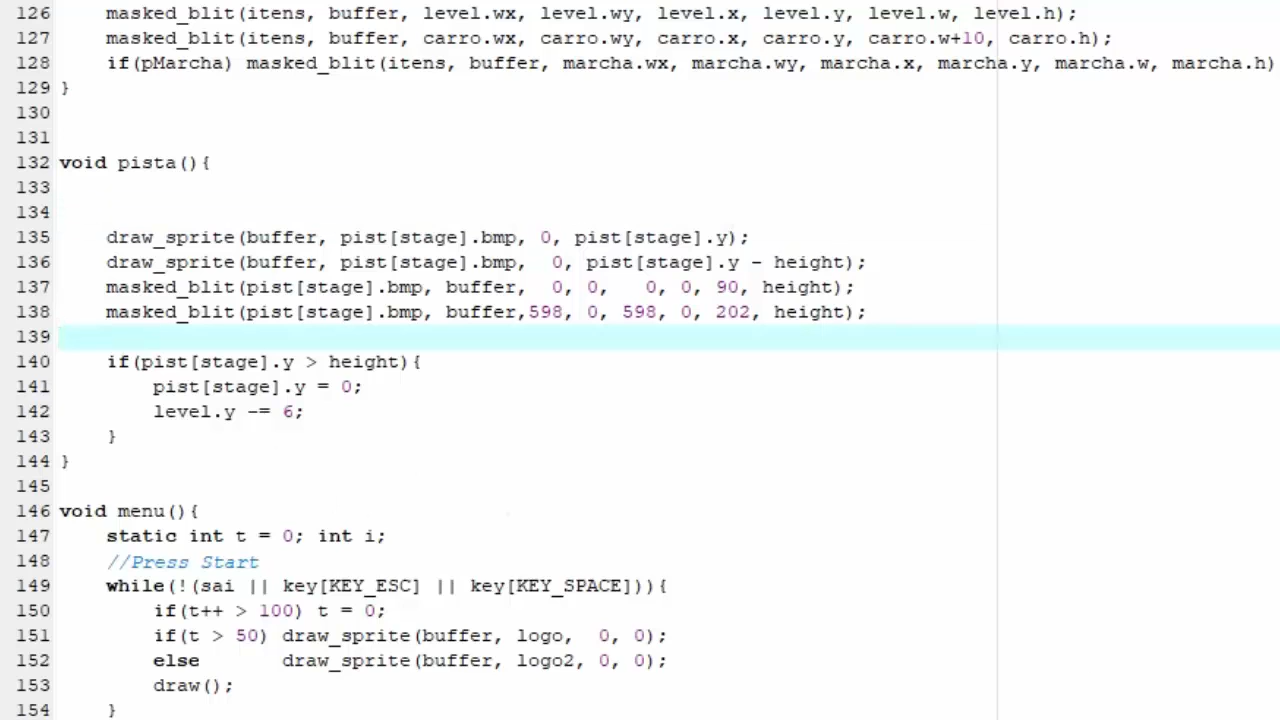 126 masked_blit(itens, buffer, level.wx, level.wy, level.x, level.y, level.w, level.h);
127 masked_blit(itens, buffer, carro.wx, carro.wy, carro.x, carro.y, carro.w+10, carro.h);
128 if(pMarcha) masked_blit(itens, buffer, marcha.wx, marcha.wy, marcha.x, marcha.y, marcha.w, marcha.h)
129 }
130
131
132 void pista(){
133
134
135 draw_sprite(buffer, pist[stage].bmp, 0, pist[stage].y);
136 draw_sprite(buffer, pist[stage].bmp,  0, pist[stage].y - height);
137 masked_blit(pist[stage].bmp, buffer,  0, 0,   0, 0, 90, height);
138 masked_blit(pist[stage].bmp, buffer,598, 0, 598, 0, 202, height);
139
140 if(pist[stage].y > height){
141 pist[stage].y = 0;
142 level.y -= 6;
143 }
144 }
145
146 void menu(){
147 static int t = 0; int i;
148 //Press Start
149 while(!(sai || key[KEY_ESC] || key[KEY_SPACE])){
150 if(t++ > 100) t = 0;
151 if(t > 50) draw_sprite(buffer, logo,  0, 0);
152 else       draw_sprite(buffer, logo2, 0, 0);
153 draw();
154 }